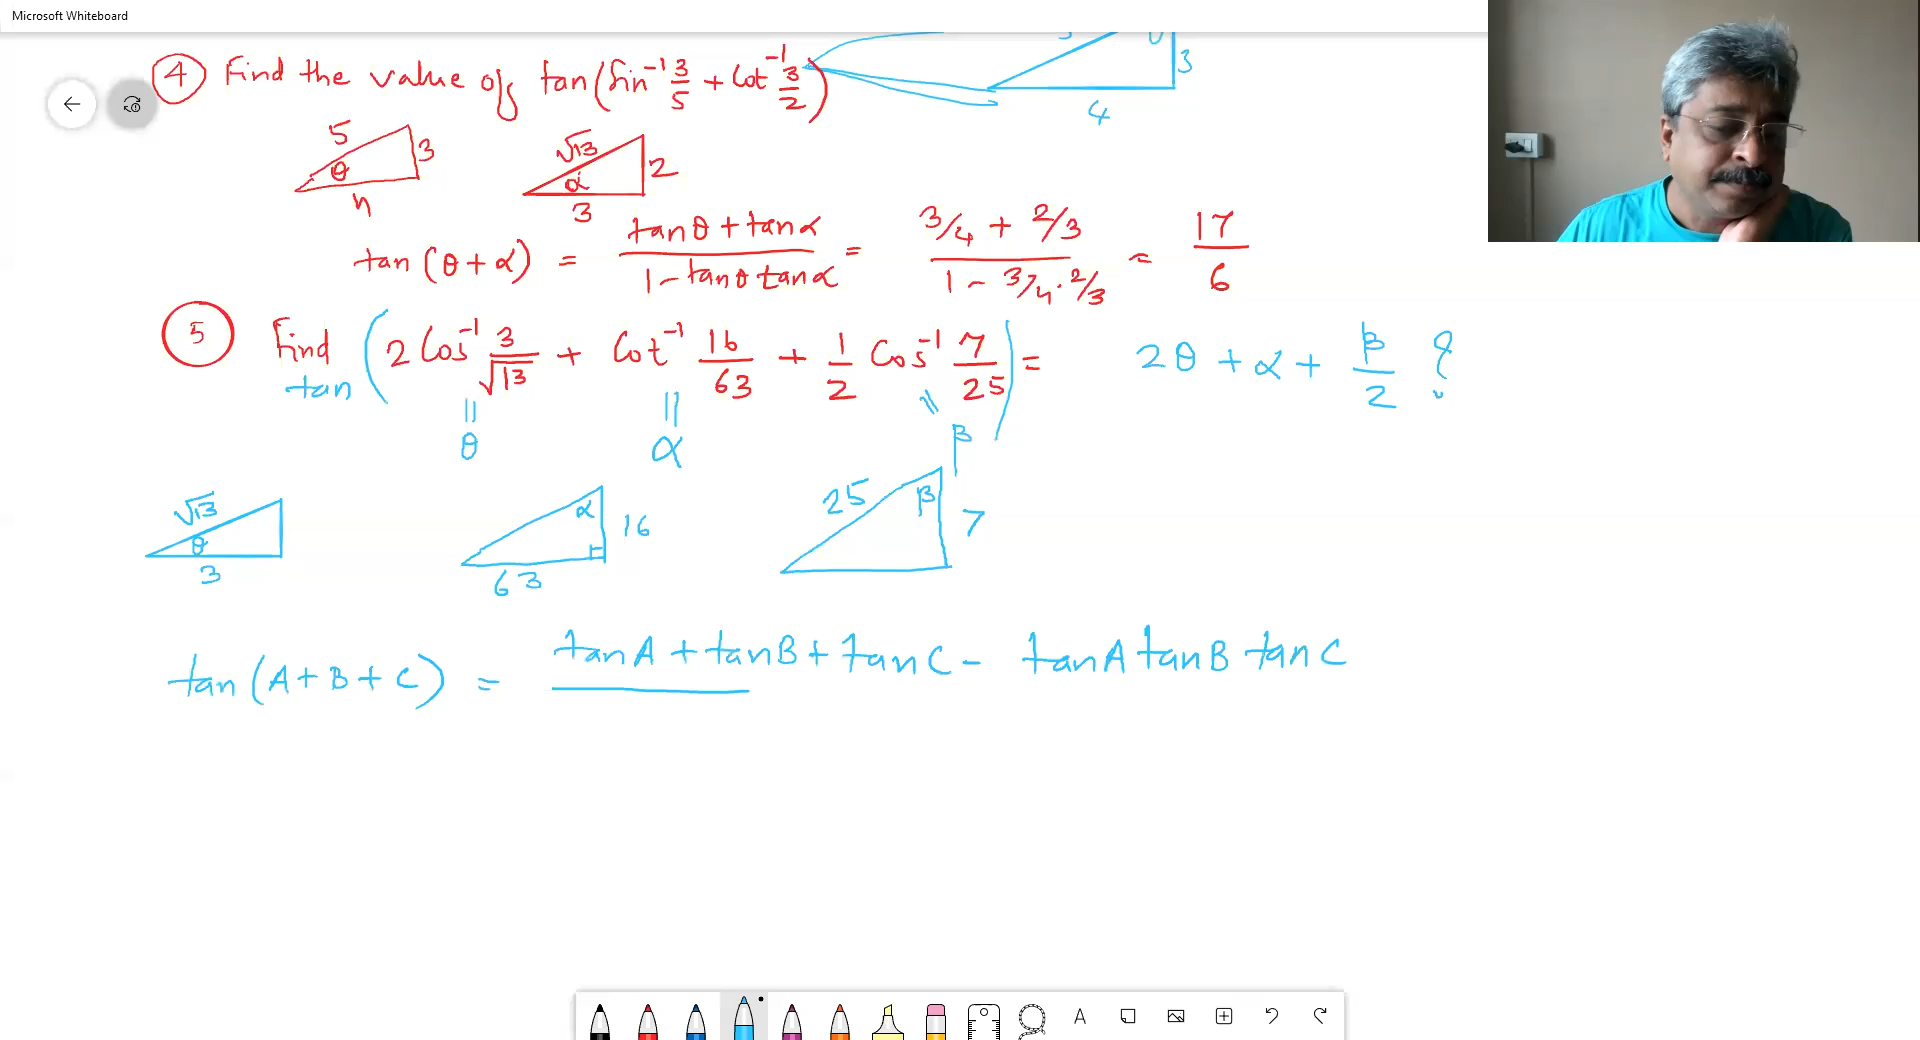 Microsoft Whiteboard
④ Find the value of tan(sin⁻¹ 3/5 + cot⁻¹ 3/2)
3
4
5 3 θ 4
√13 2 α 3
tan(θ+α) = (tanθ + tanα)/(1 - tanθ tanα) = (3/4 + 2/3)/(1 - 3/4 · 2/3) = 17/6
⑤ Find tan(2 Cos⁻¹ 3/√13 + Cot⁻¹ 16/63 + 1/2 Cos⁻¹ 7/25) = 2θ + α + β/2 ?
|| θ || α || β
√13 θ 3
α 16 63
25 β 7
tan(A+B+C) = tanA + tanB + tanC - tanA tanB tanC
A